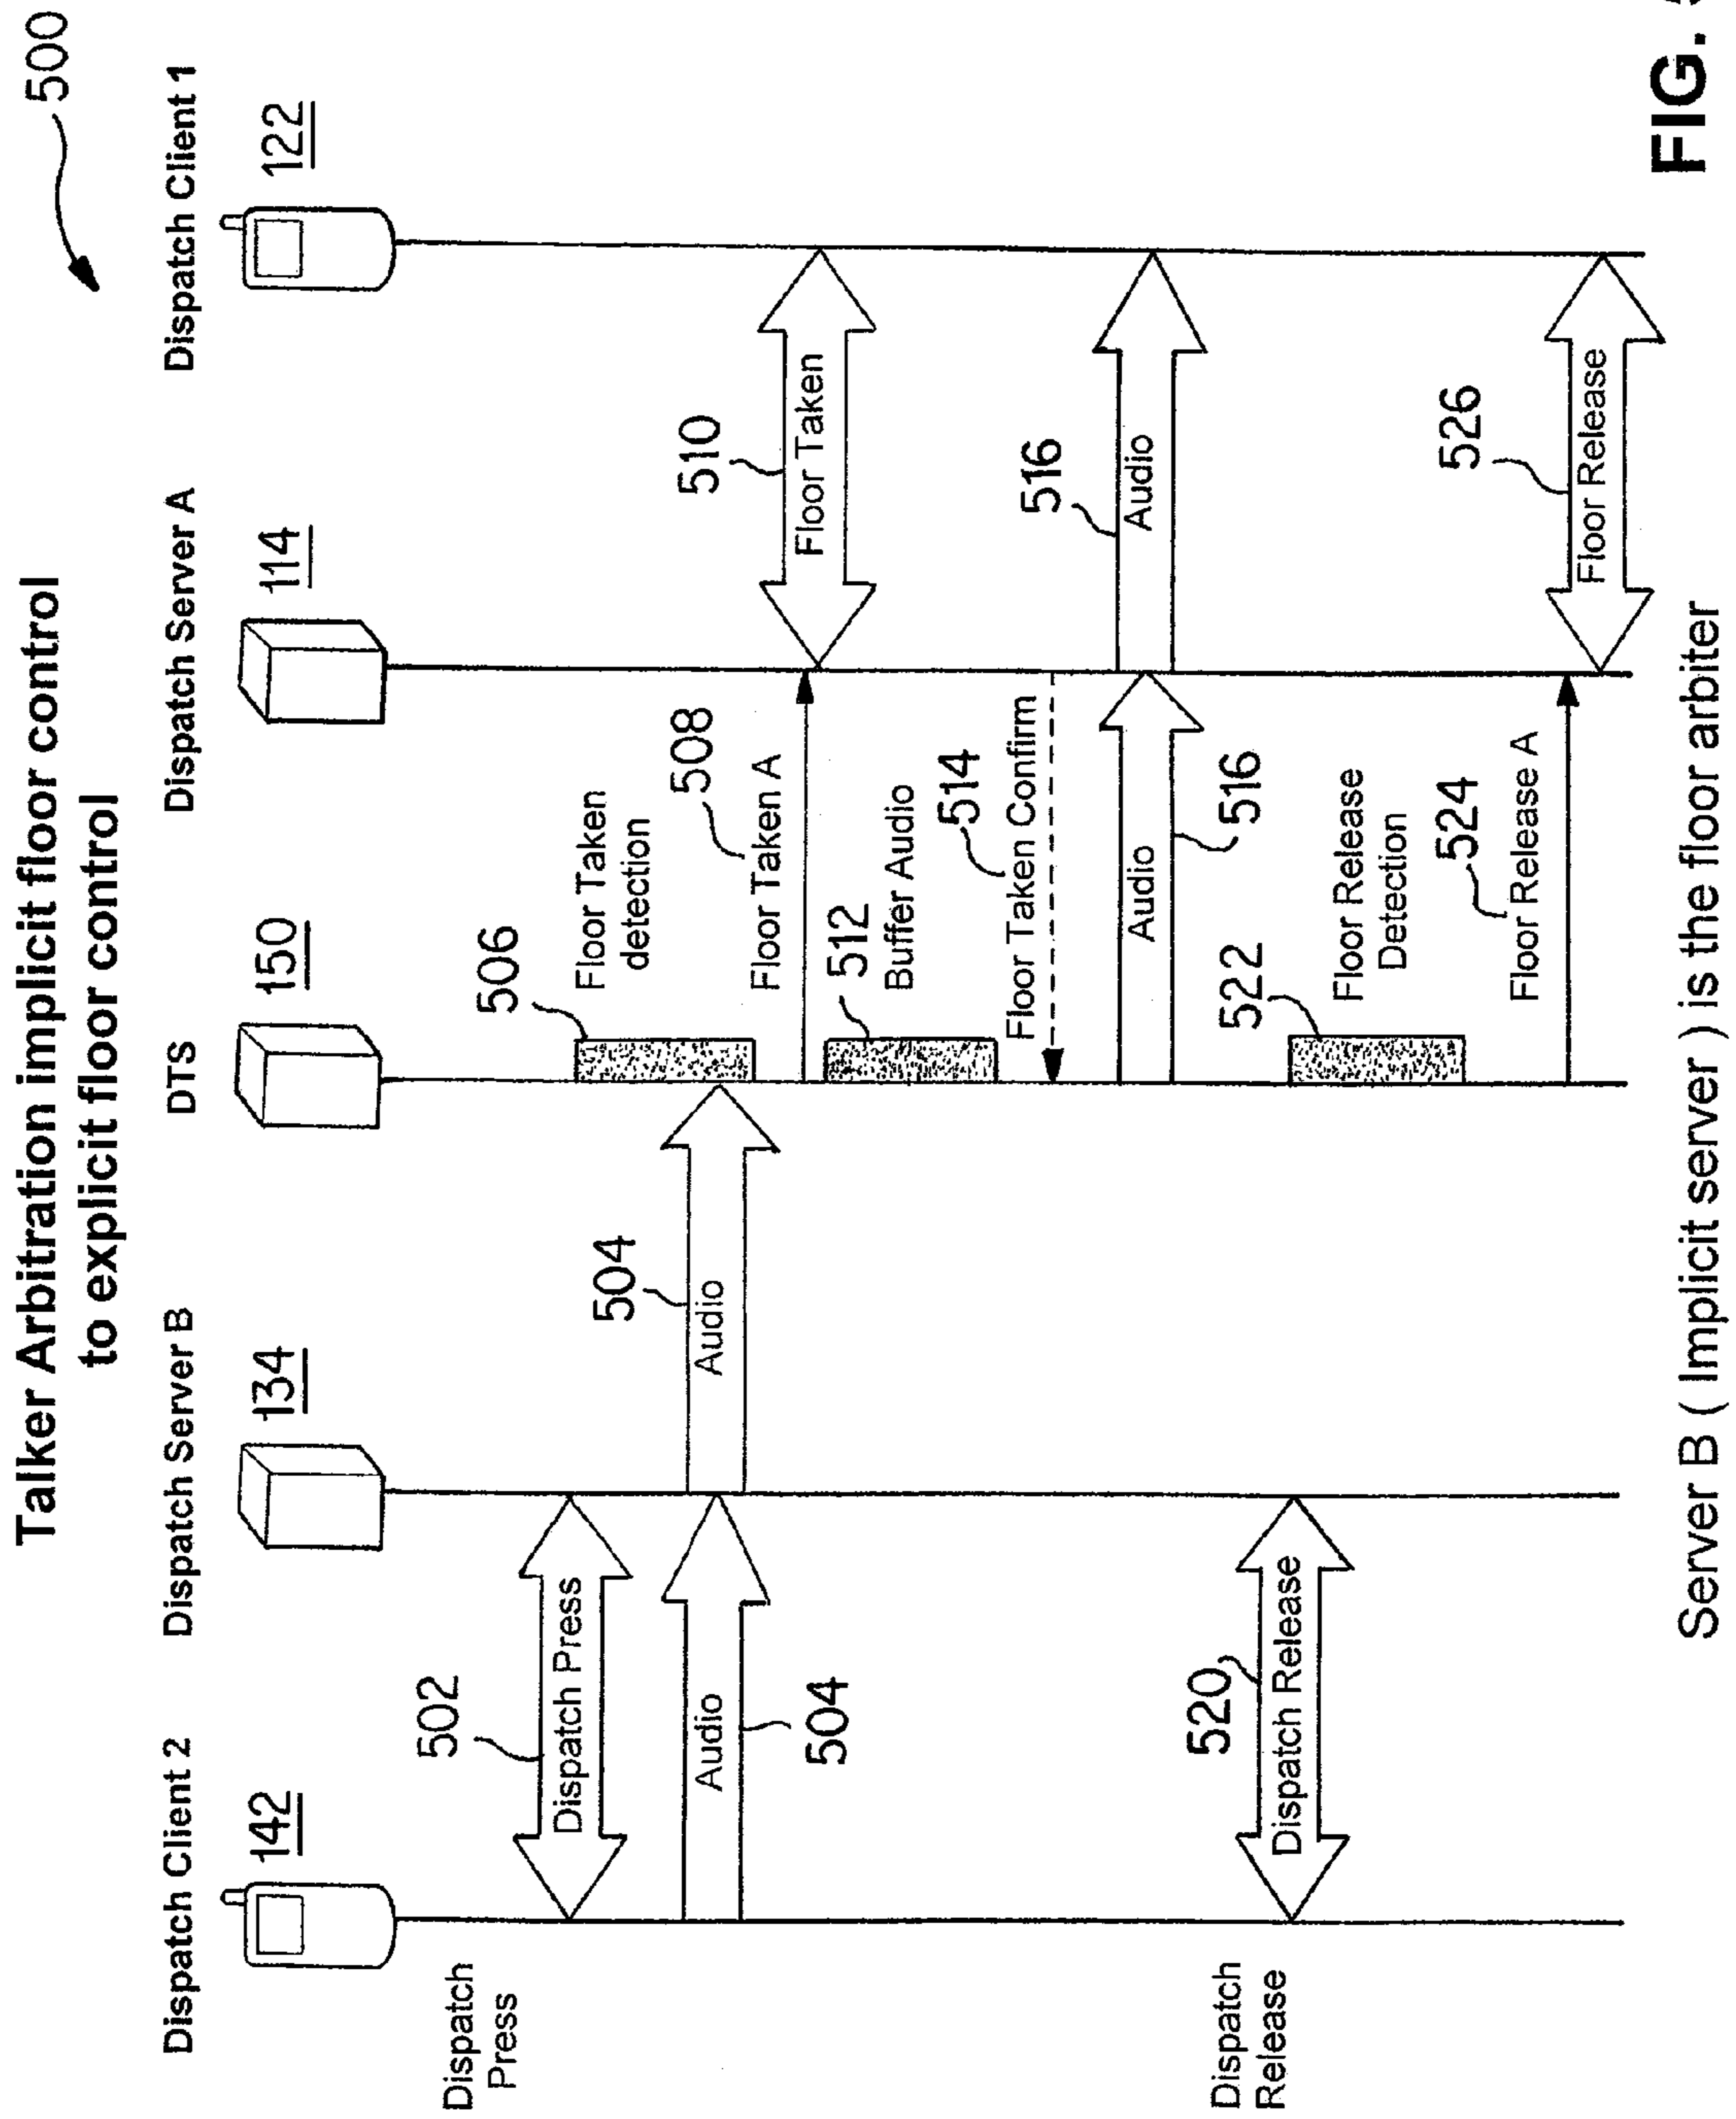 Talker Arbitration implicit floor control
to explicit floor control
500
Dispatch Client 2
Dispatch Server B
DTS
Dispatch Server A
Dispatch Client 1
142
134
150
114
122
Dispatch
Press
502
Dispatch Press
Audio
504
504
Audio
506
Floor Taken
detection
508
Floor Taken A
510
Floor Taken
512
Buffer Audio
514
Floor Taken Confirm
Audio
516
516
Audio
Dispatch
Release
520
Dispatch Release
522
Floor Release
Detection
524
Floor Release A
526
Floor Release
Server B ( Implicit server ) is the floor arbiter
FIG.